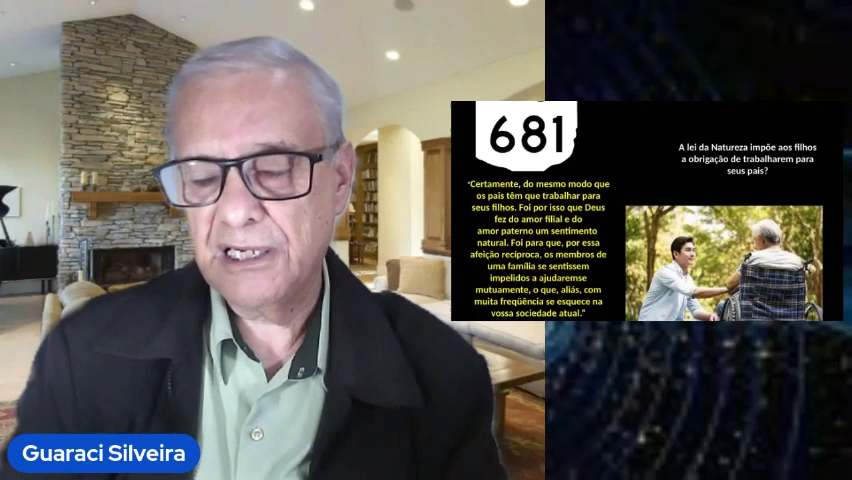 681
A lei da Natureza impõe aos filhos
a obrigação de trabalharem para
seus pais?
"Certamente, do mesmo modo que
os pais têm que trabalhar para
seus filhos. Foi por isso que Deus
fez do amor filial e do
amor paterno um sentimento
natural. Foi para que, por essa
afeição recíproca, os membros de
uma família se sentissem
impelidos a ajudaremse
mutuamente, o que, aliás, com
muita freqüência se esquece na
vossa sociedade atual."
Guaraci Silveira